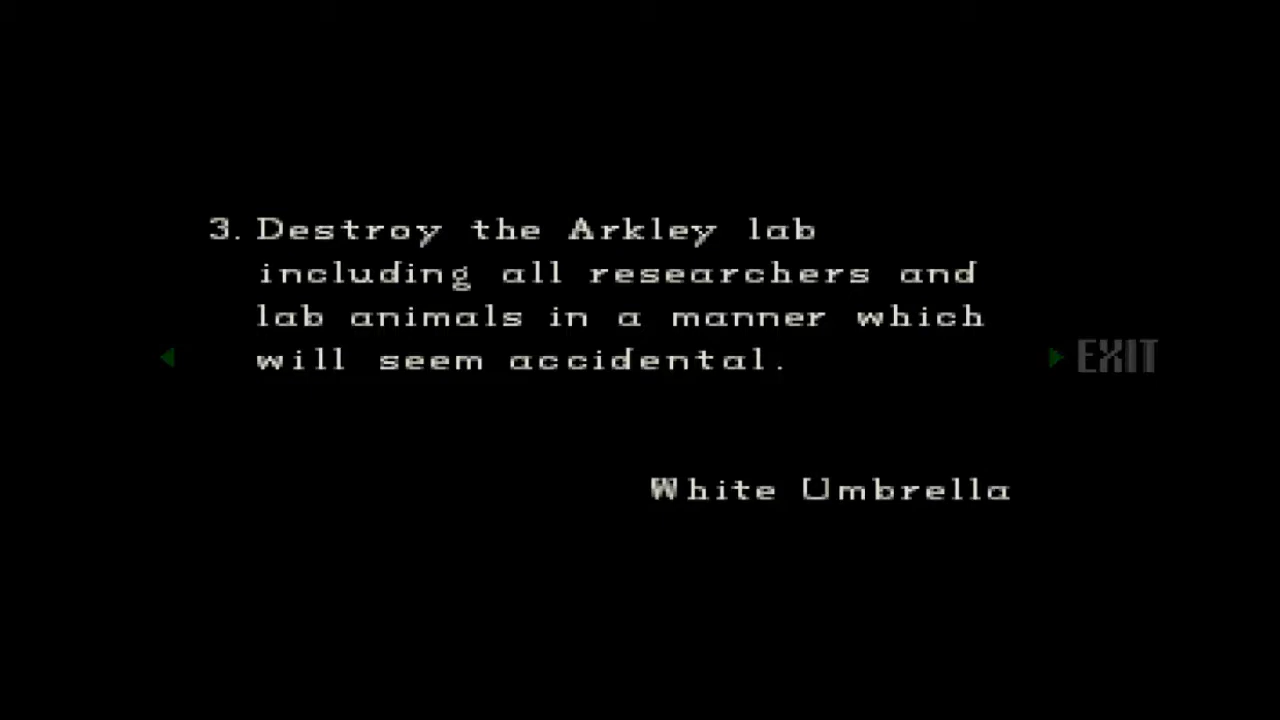 3. Destroy the Arkley lab
including all researchers and
lab animals in a manner which
will seem accidental.
EXIT
White Umbrella